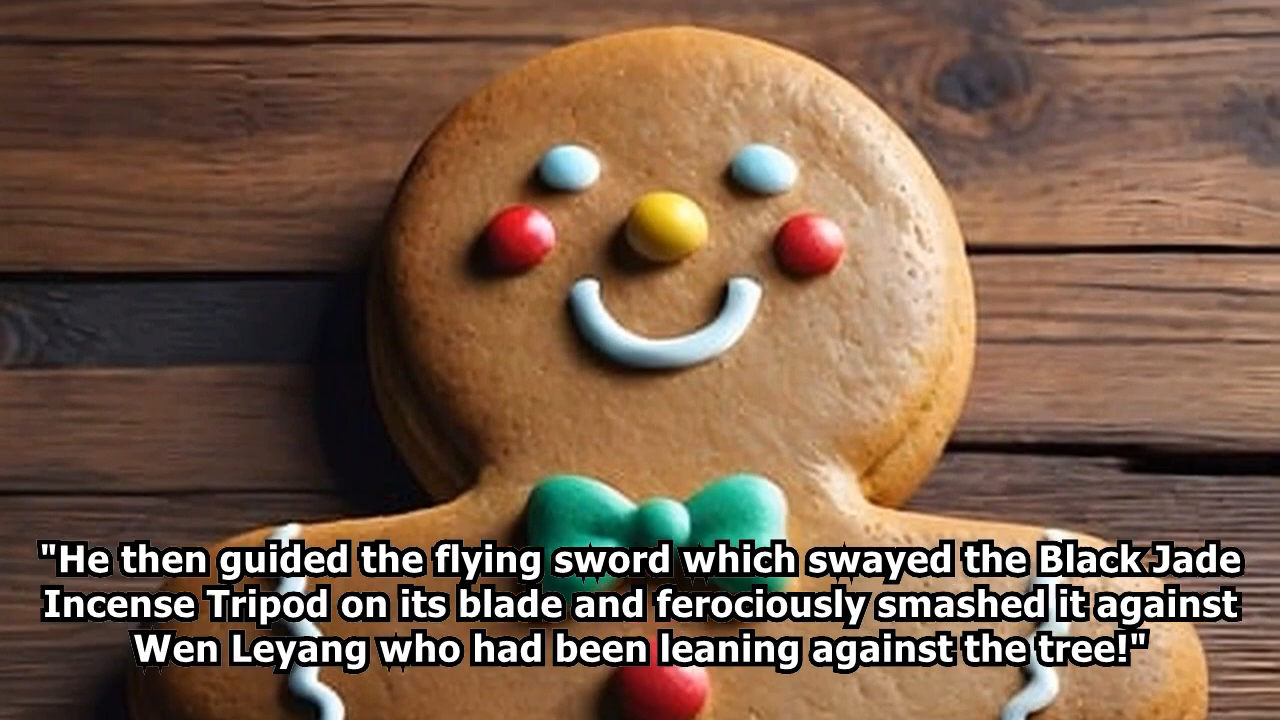 "He then guided the flying sword which swayed the Black Jade
Incense Tripod on its blade and ferociously smashed it against
Wen Leyang who had been leaning against the tree!"